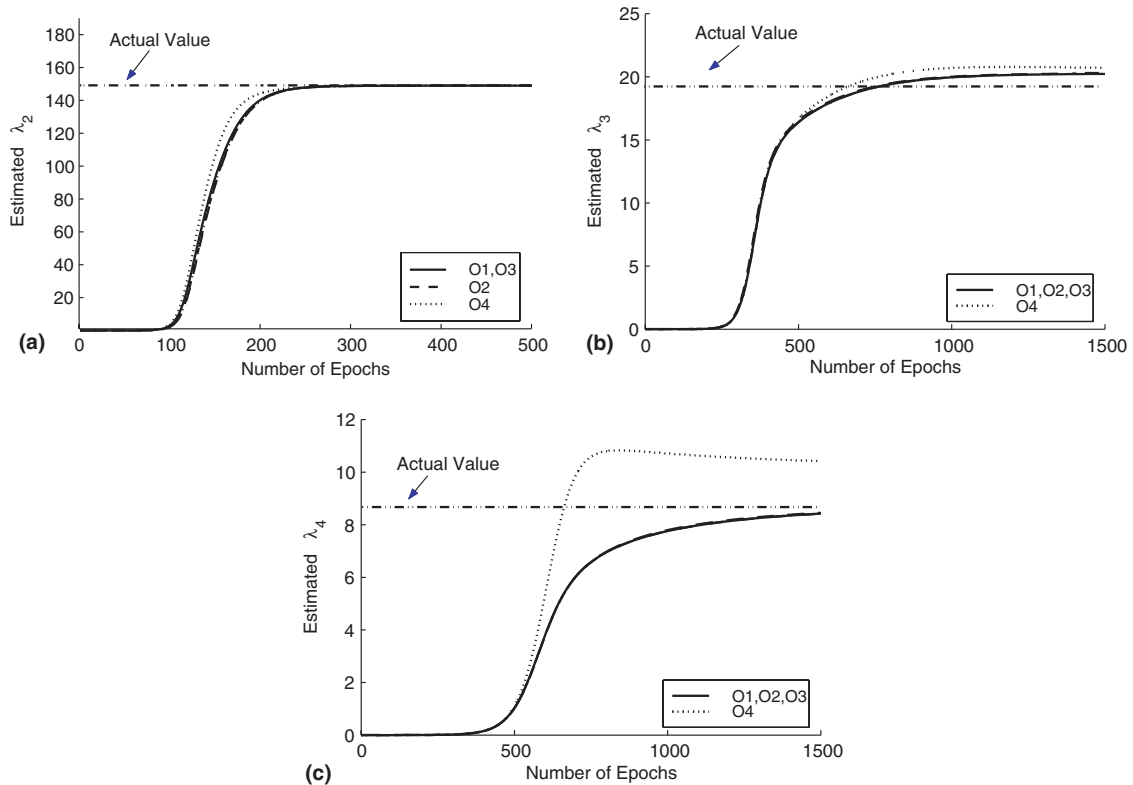 180
160
140
120
100
80
60
40
20
Estimated λ2
Actual Value
O1,O3
O2
O4
0 100 200 300 400 500
Number of Epochs
(a)
25
20
15
10
5
0
Estimated λ3
Actual Value
O1,O2,O3
O4
0 500 1000 1500
Number of Epochs
(b)
12
10
8
6
4
2
0
Estimated λ4
Actual Value
O1,O2,O3
O4
0 500 1000 1500
Number of Epochs
(c)